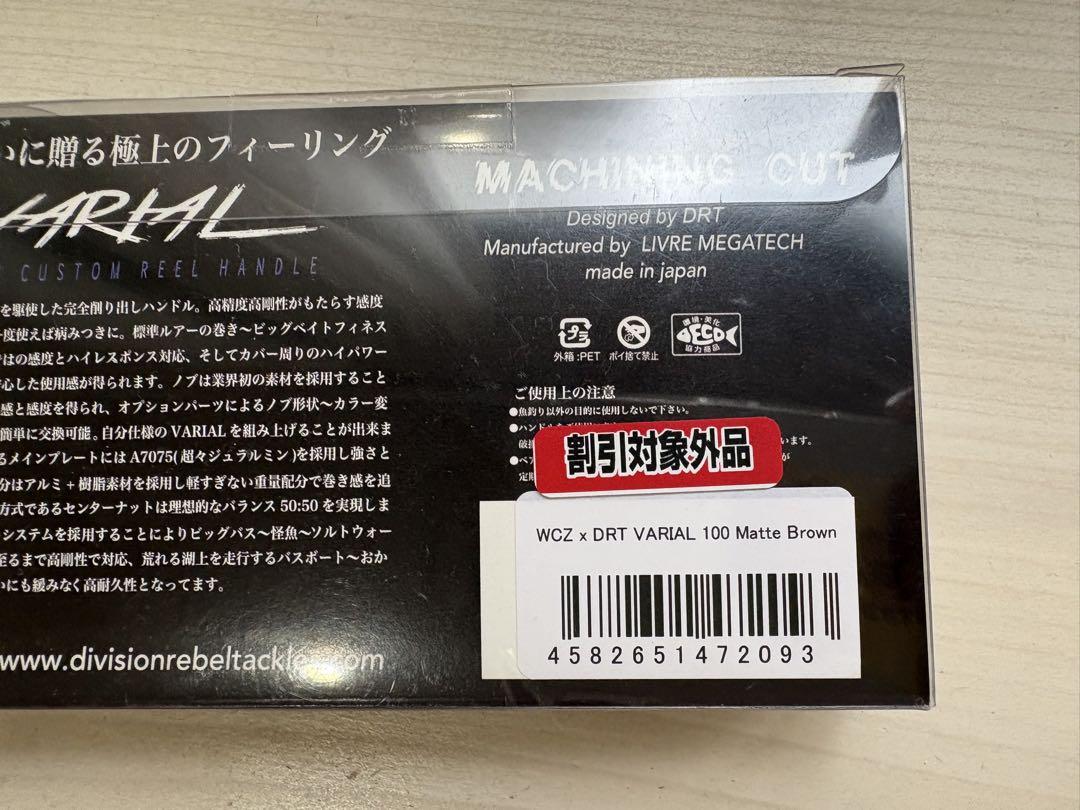 いに贈る極上のフィーリング
VARIAL
CUSTOM REEL HANDLE
を駆使した完全削り出しハンドル。高精度高剛性がもたらす感度
度使えば病みつきに。標準ルアーの巻き〜ビッグベイトフィネス
はの感度とハイレスポンス対応、そしてカバー周りのハイパワー
心した使用感が得られます。ノブは業界初の素材を採用すること
感と感度を得られ、オプションパーツによるノブ形状〜カラー変
簡単に交換可能。自分仕様の VARIAL を組み上げることが出来ま
るメインプレートには A7075(超々ジュラルミン)を採用し強さと
分はアルミ + 樹脂素材を採用し軽すぎない重量配分で巻き感を追
方式であるセンターナットは理想的なバランス 50:50 を実現しま
システムを採用することによりビッグバス〜怪魚〜ソルトウォー
至るまで高剛性で対応、荒れる湖上を走行するバスボート〜おか
いにも緩みなく高耐久性となってます。
www.divisionrebeltackles.com
MACHINING CUT
Designed by DRT
Manufactured by LIVRE MEGATECH
made in japan
プラ
外箱:PET
ポイ捨て禁止
環境・美化
ECO
協力商品
ご使用上の注意
●魚釣り以外の目的に使用しないで下さい。
●ハンドル
います。
割引対象外品
WCZ x DRT VARIAL 100 Matte Brown
4582651472093